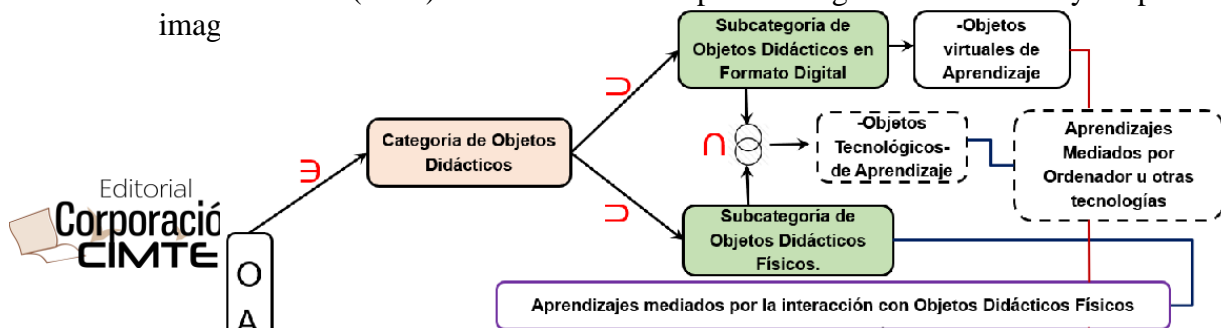 imag
Subcategoría de
Objetos Didácticos en
Formato Digital
-Objetos
virtuales de
Aprendizaje
⊃
Categoria de Objetos
Didácticos
∋
∩
-Objetos
Tecnológicos-
de Aprendizaje
Aprendizajes
Mediados por
Ordenador u otras
tecnologías
⊃
Subcategoría de
Objetos Didácticos
Físicos.
Editorial
Corporació
CIMTE
O
A
Aprendizajes mediados por la interacción con Objetos Didácticos Físicos